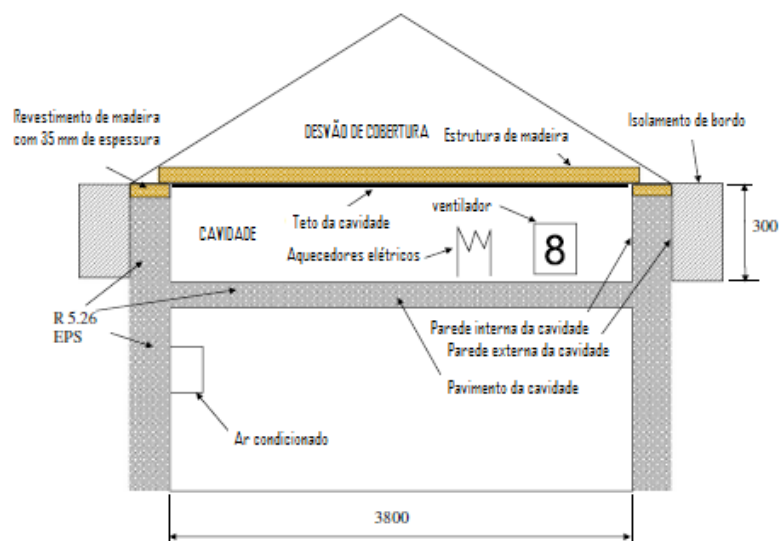 Revestimento de madeira
com 35 mm de espessura
DESVÃO DE COBERTURA
Estrutura de madeira
Isolamento de bordo
Teto da cavidade
ventilador
CAVIDADE
Aquecedores elétricos
8
300
R 5.26
EPS
Parede interna da cavidade
Parede externa da cavidade
Pavimento da cavidade
Ar condicionado
3800